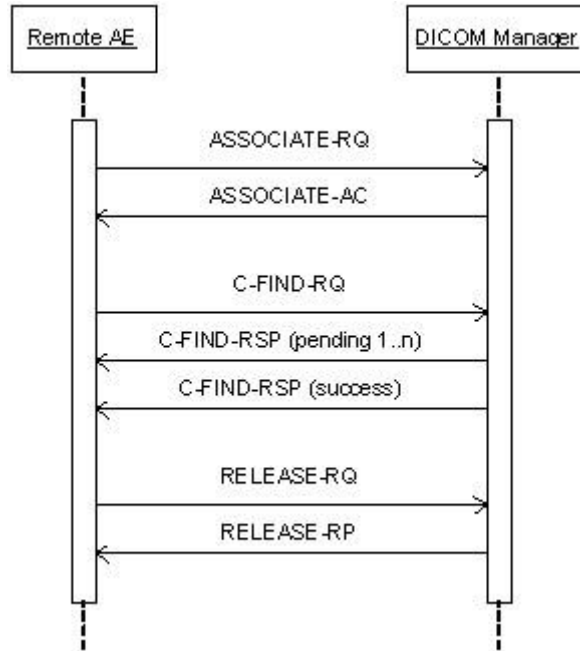 Remote AE
DICOM Manager
ASSOCIATE-RQ
ASSOCIATE-AC
C-FIND-RQ
C-FIND-RSP (pending 1..n)
C-FIND-RSP (success)
RELEASE-RQ
RELEASE-RP